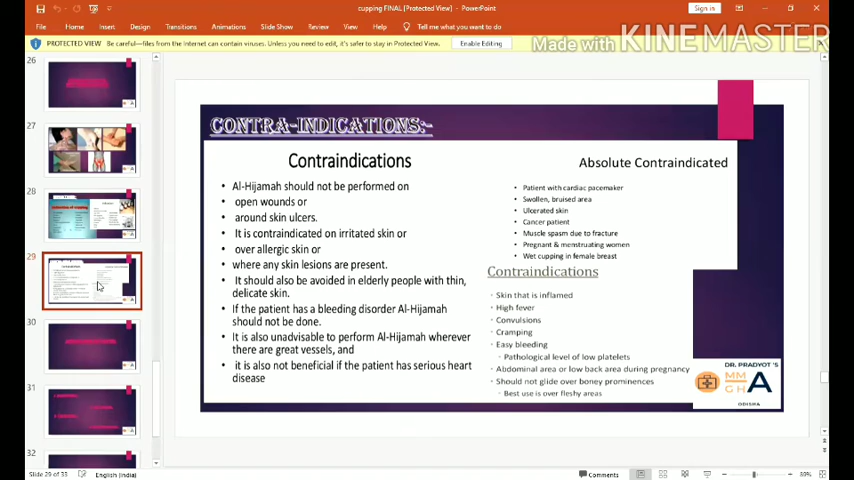 cupping FINAL [Protected View] - PowerPoint
Sign in
File Home Insert Design Transitions Animations Slide Show Review View Help Tell me what you want to do
PROTECTED VIEW Be careful—files from the Internet can contain viruses. Unless you need to edit, it's safer to stay in Protected View. Enable Editing
Made with KINEMASTER
26
27
28
29
30
31
32
CONTRA-INDICATIONS:-
Contraindications
• Al-Hijamah should not be performed on
• open wounds or
• around skin ulcers.
• It is contraindicated on irritated skin or
• over allergic skin or
• where any skin lesions are present.
• It should also be avoided in elderly people with thin,
delicate skin.
• If the patient has a bleeding disorder Al-Hijamah
should not be done.
• It is also unadvisable to perform Al-Hijamah wherever
there are great vessels, and
• it is also not beneficial if the patient has serious heart
disease
Absolute Contraindicated
• Patient with cardiac pacemaker
• Swollen, bruised area
• Ulcerated skin
• Cancer patient
• Muscle spasm due to fracture
• Pregnant & menstruating women
• Wet cupping in female breast
Contraindications
• Skin that is inflamed
• High fever
• Convulsions
• Cramping
• Easy bleeding
• Pathological level of low platelets
• Abdominal area or low back area during pregnancy
• Should not glide over boney prominences
• Best use is over fleshy areas
DR. PRADYOT 'S
MM
GH
A
ODISHA
Slide 29 of 33 English (India)
Comments
39%